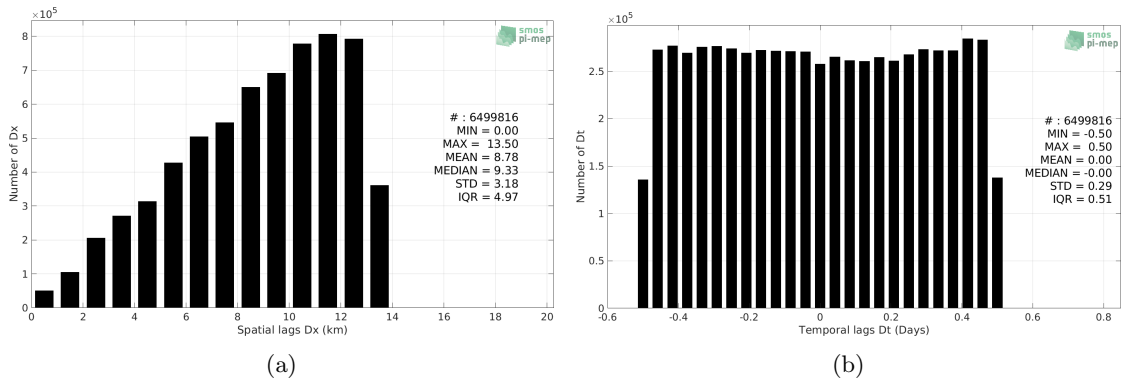 ×10⁵
smos
pi-mep
8
7
6
5
4
3
2
1
0
Number of Dx
# : 6499816
MIN = 0.00
MAX = 13.50
MEAN = 8.78
MEDIAN = 9.33
STD = 3.18
IQR = 4.97
0 2 4 6 8 10 12 14 16 18 20
Spatial lags Dx (km)
(a)
×10⁵
smos
pi-mep
2.5
2
1.5
1
0.5
0
Number of Dt
# : 6499816
MIN = -0.50
MAX = 0.50
MEAN = 0.00
MEDIAN = -0.00
STD = 0.29
IQR = 0.51
-0.6 -0.4 -0.2 0 0.2 0.4 0.6 0.8
Temporal lags Dt (Days)
(b)